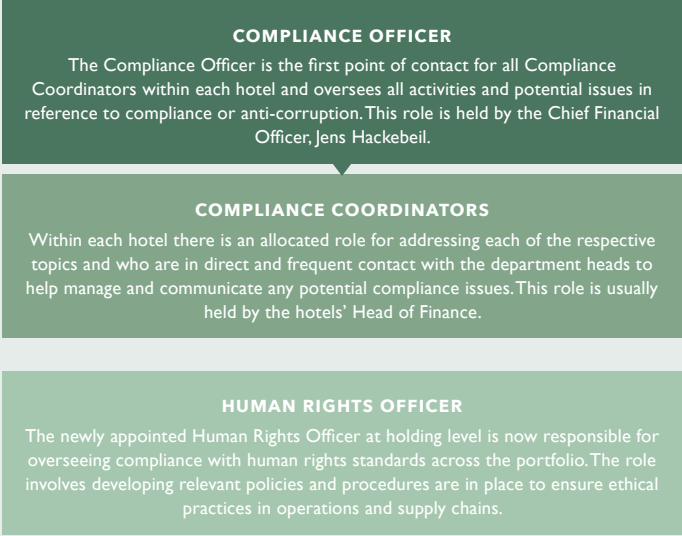 COMPLIANCE OFFICER
The Compliance Officer is the first point of contact for all Compliance
Coordinators within each hotel and oversees all activities and potential issues in
reference to compliance or anti-corruption. This role is held by the Chief Financial
Officer, Jens Hackebeil.
COMPLIANCE COORDINATORS
Within each hotel there is an allocated role for addressing each of the respective
topics and who are in direct and frequent contact with the department heads to
help manage and communicate any potential compliance issues. This role is usually
held by the hotels' Head of Finance.
HUMAN RIGHTS OFFICER
The newly appointed Human Rights Officer at holding level is now responsible for
overseeing compliance with human rights standards across the portfolio. The role
involves developing relevant policies and procedures are in place to ensure ethical
practices in operations and supply chains.